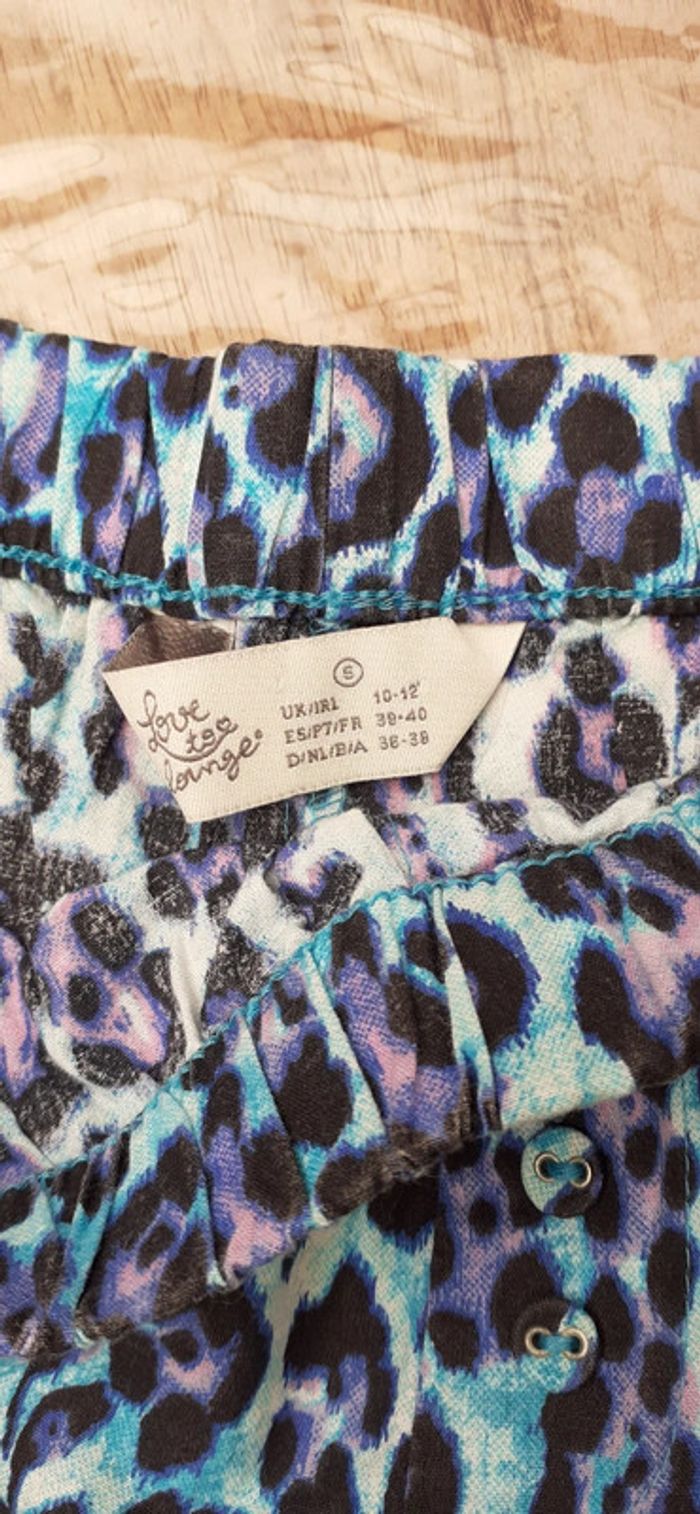 Love
to
lounge®
S
UK/IRL 10-12
ES/PT/FR 38-40
D/NL/B/A 36-38